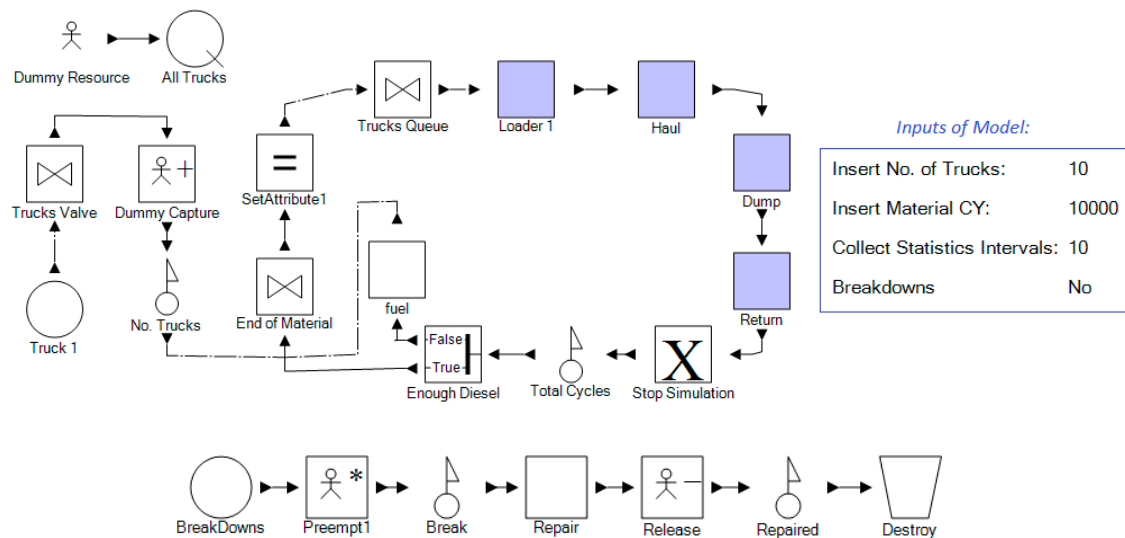 Dummy Resource
All Trucks
Trucks Valve
Dummy Capture
Truck 1
No. Trucks
SetAttribute1
End of Material
fuel
Trucks Queue
Loader 1
Haul
Dump
Return
X
Stop Simulation
Total Cycles
False
True
Enough Diesel
Inputs of Model:
Insert No. of Trucks: 10
Insert Material CY: 10000
Collect Statistics Intervals: 10
Breakdowns No
BreakDowns
Preempt1
Break
Repair
Release
Repaired
Destroy